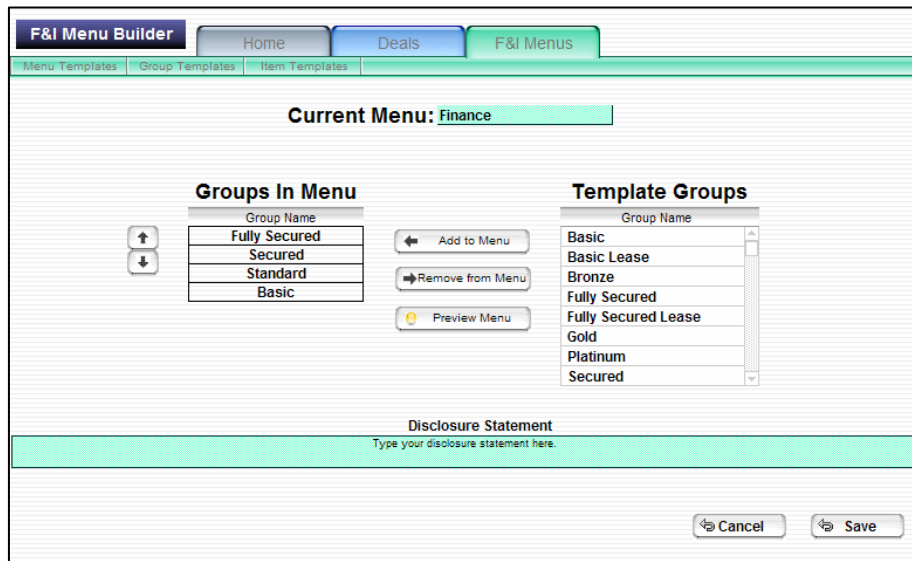 F&I Menu Builder
Home
Deals
F&I Menus
Menu Templates
Group Templates
Item Templates
Current Menu: Finance
Groups In Menu
Group Name
Fully Secured
Secured
Standard
Basic
Add to Menu
Remove from Menu
Preview Menu
Template Groups
Group Name
Basic
Basic Lease
Bronze
Fully Secured
Fully Secured Lease
Gold
Platinum
Secured
Disclosure Statement
Type your disclosure statement here.
Cancel
Save